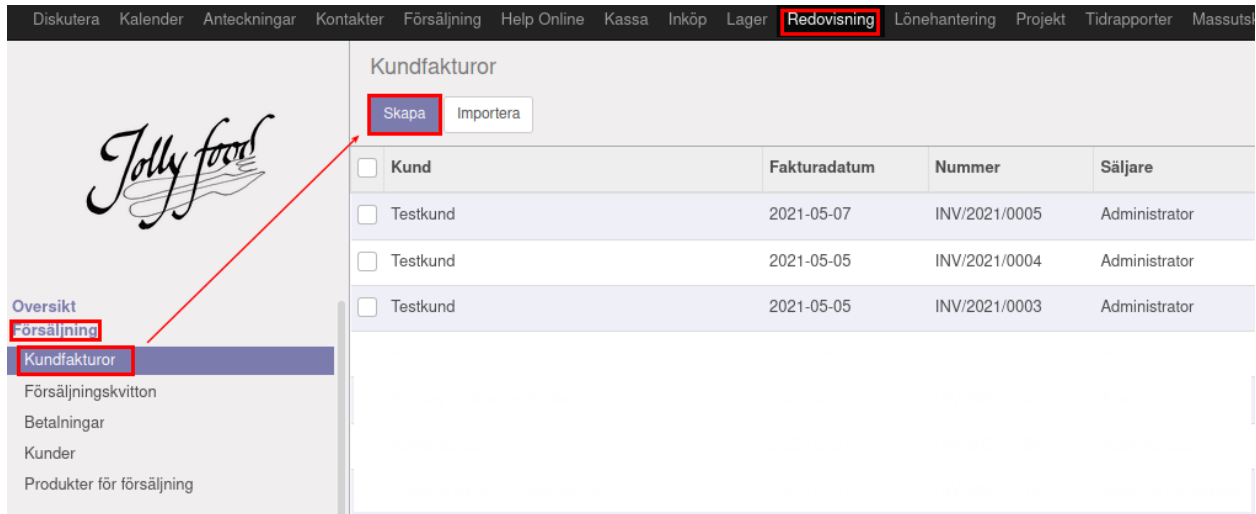 Diskutera Kalender Anteckningar Kontakter Försäljning Help Online Kassa Inköp Lager Redovisning Lönehantering Projekt Tidrapporter
Kundfakturor
Skapa Importera
Jolly food
Kund Fakturadatum Nummer Säljare
Testkund 2021-05-07 INV/2021/0005 Administrator
Testkund 2021-05-05 INV/2021/0004 Administrator
Testkund 2021-05-05 INV/2021/0003 Administrator
Oversikt
Försäljning
Kundfakturor
Försäljningskvitton
Betalningar
Kunder
Produkter för försäljning